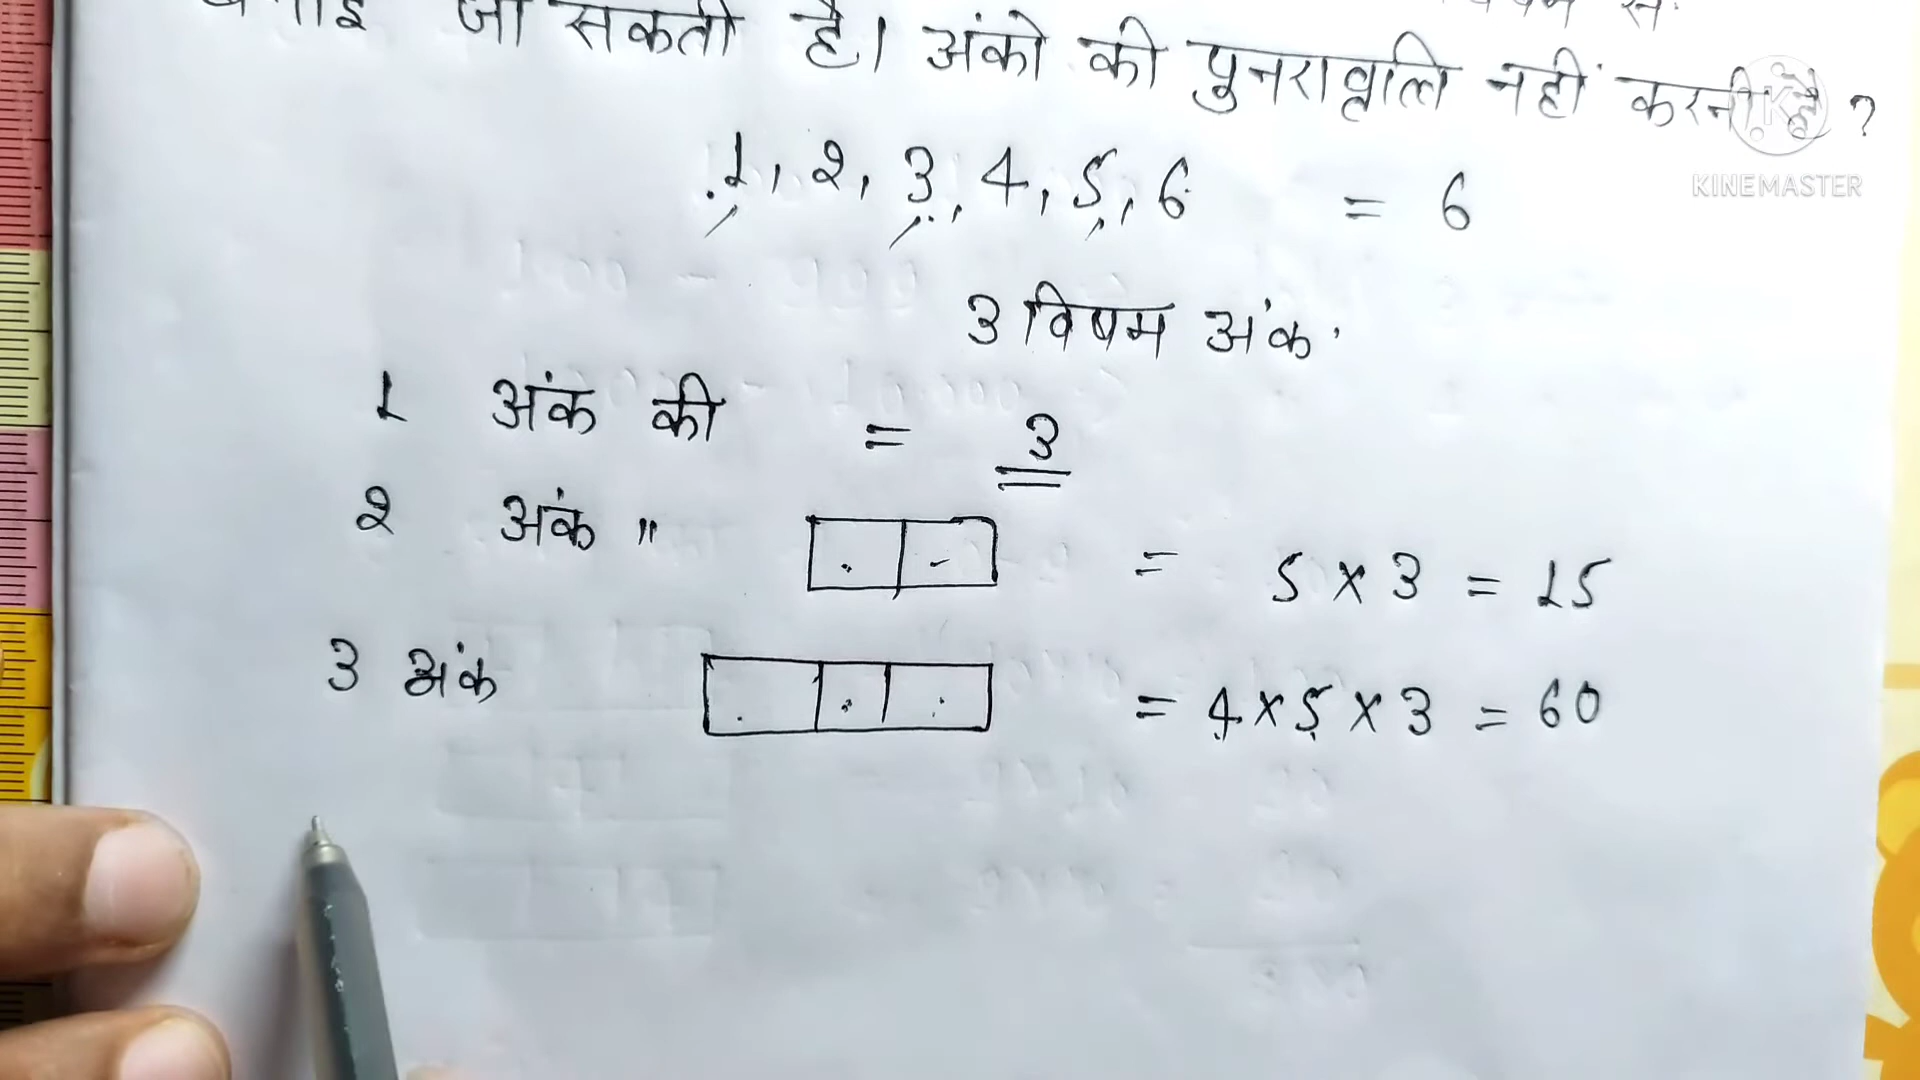 जा सकती है। अंको की पुनरावृत्ति नहीं करनी है ?
1, 2, 3, 4, 5, 6 = 6
KINEMASTER
3 विषम अंक
1 अंक की = 3
2 अंक " = 5 x 3 = 15
3 अंक = 4 x 5 x 3 = 60